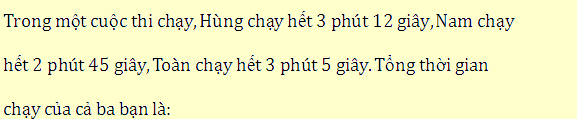 Trong một cuộc thi chạy, Hùng chạy hết 3 phút 12 giây, Nam chạy
hết 2 phút 45 giây, Toàn chạy hết 3 phút 5 giây. Tổng thời gian
chạy của cả ba bạn là: